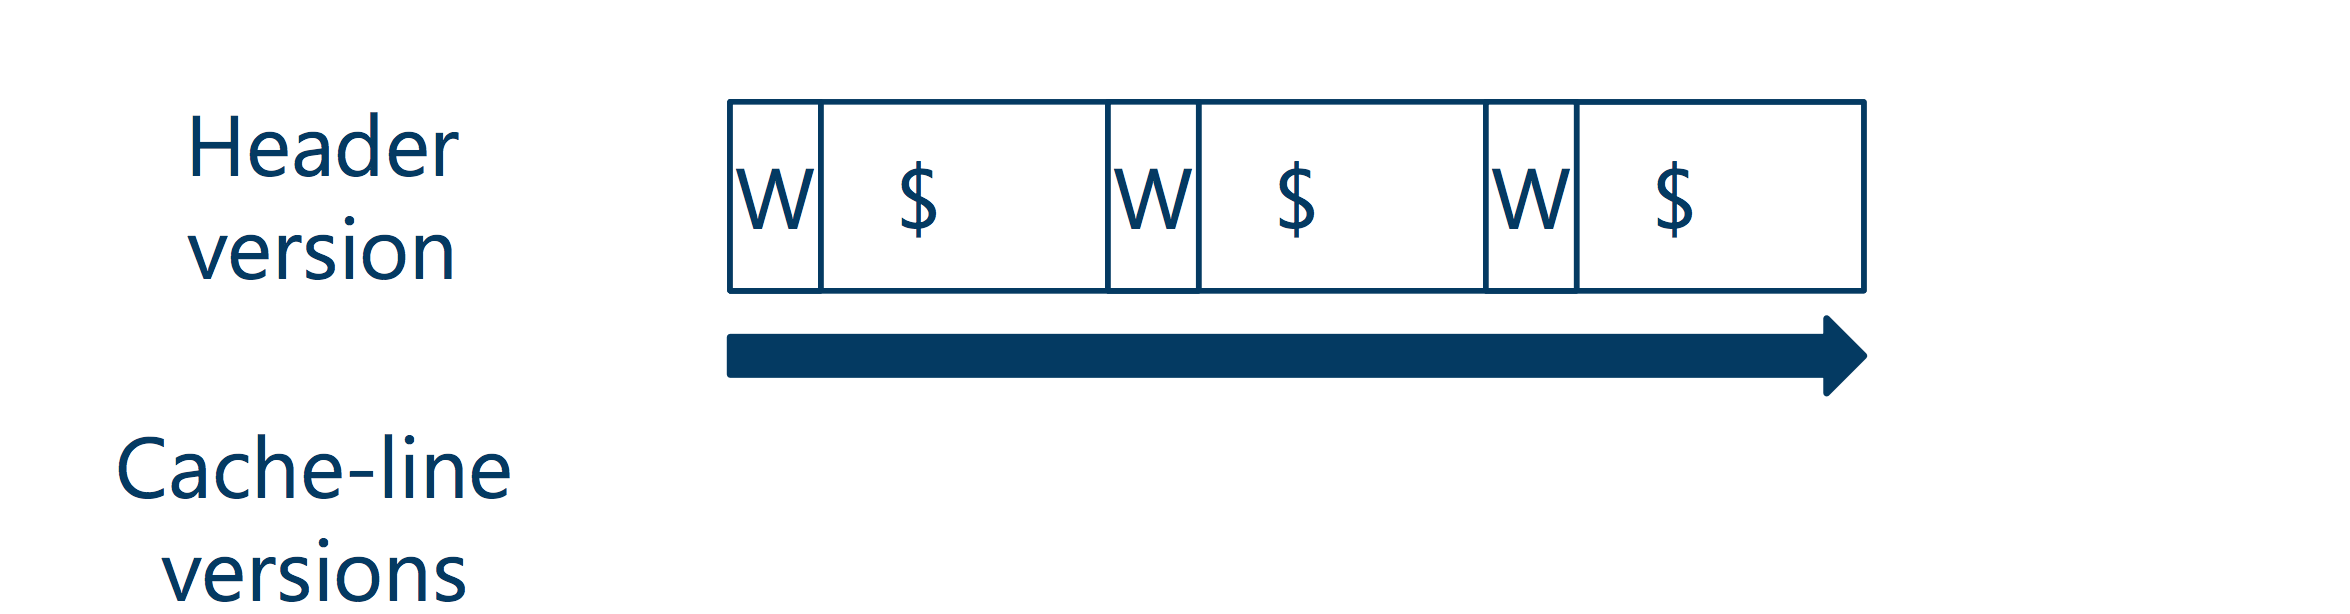 Header
version
W $ W $ W $
Cache-line
versions